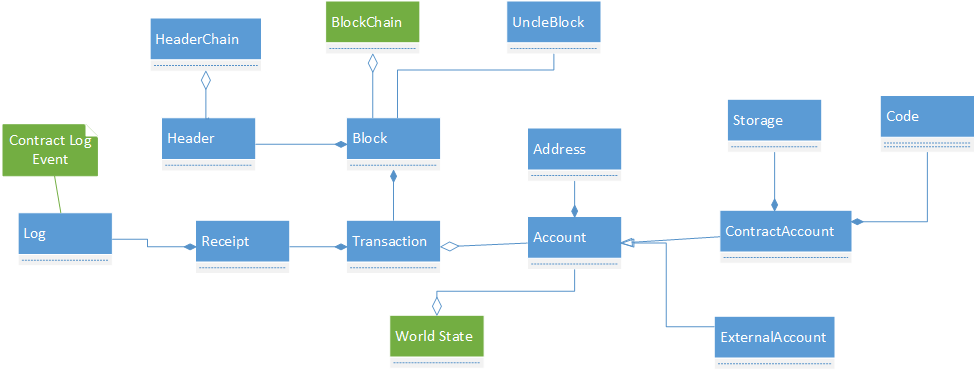 BlockChain
UncleBlock
HeaderChain
Storage
Code
Header
Block
Address
Contract Log
Event
Log
Receipt
Transaction
Account
ContractAccount
World State
ExternalAccount